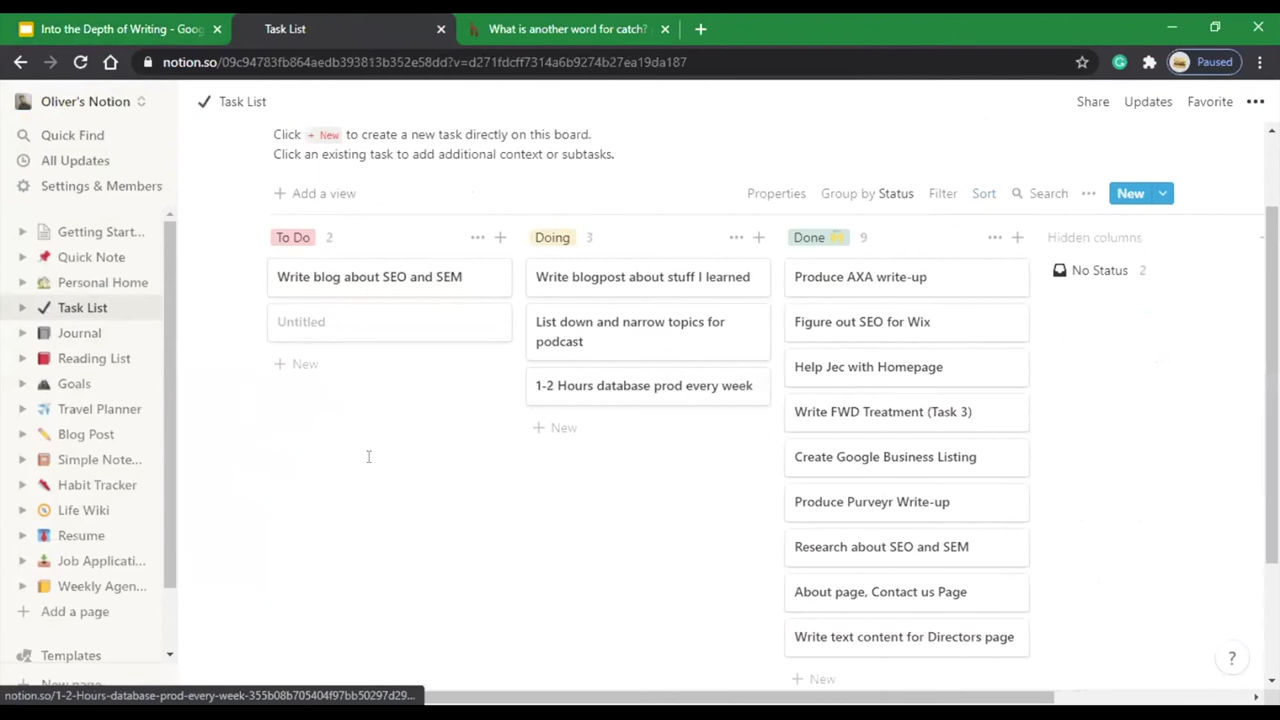 Into the Depth of Writing - Goog
Task List
What is another word for catch?
notion.so/09c94783fb864aedb393813b352e58dd?v=d271fdcff7314a6b9274b27ea19da187
Paused
Oliver's Notion
Quick Find
All Updates
Settings & Members
Getting Start...
Quick Note
Personal Home
Task List
Journal
Reading List
Goals
Travel Planner
Blog Post
Simple Note...
Habit Tracker
Life Wiki
Resume
Job Applicati...
Weekly Agen...
Add a page
Templates
Task List
Share Updates Favorite
Click + New to create a new task directly on this board.
Click an existing task to add additional context or subtasks.
Add a view
Properties Group by Status Filter Sort Search New
To Do 2
Write blog about SEO and SEM
Untitled
New
Doing 3
Write blogpost about stuff I learned
List down and narrow topics for
podcast
1-2 Hours database prod every week
New
Done 9
Produce AXA write-up
Figure out SEO for Wix
Help Jec with Homepage
Write FWD Treatment (Task 3)
Create Google Business Listing
Produce Purveyr Write-up
Research about SEO and SEM
About page, Contact us Page
Write text content for Directors page
New
Hidden columns
No Status 2
?
notion.so/1-2-Hours-database-prod-every-week-355b08b705404f97bb50297d29...